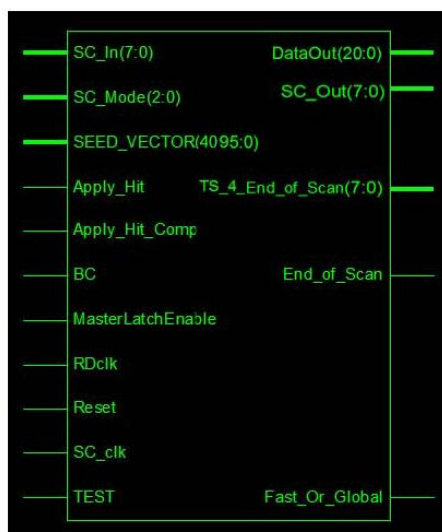 SC_In(7:0)
DataOut(20:0)
SC_Mode(2:0)
SC_Out(7:0)
SEED_VECTOR(4095:0)
Apply_Hit
TS_4_End_of_Scan(7:0)
Apply_Hit_Comp
BC
End_of_Scan
MasterLatchEnable
RDclk
Reset
SC_clk
TEST
Fast_Or_Global